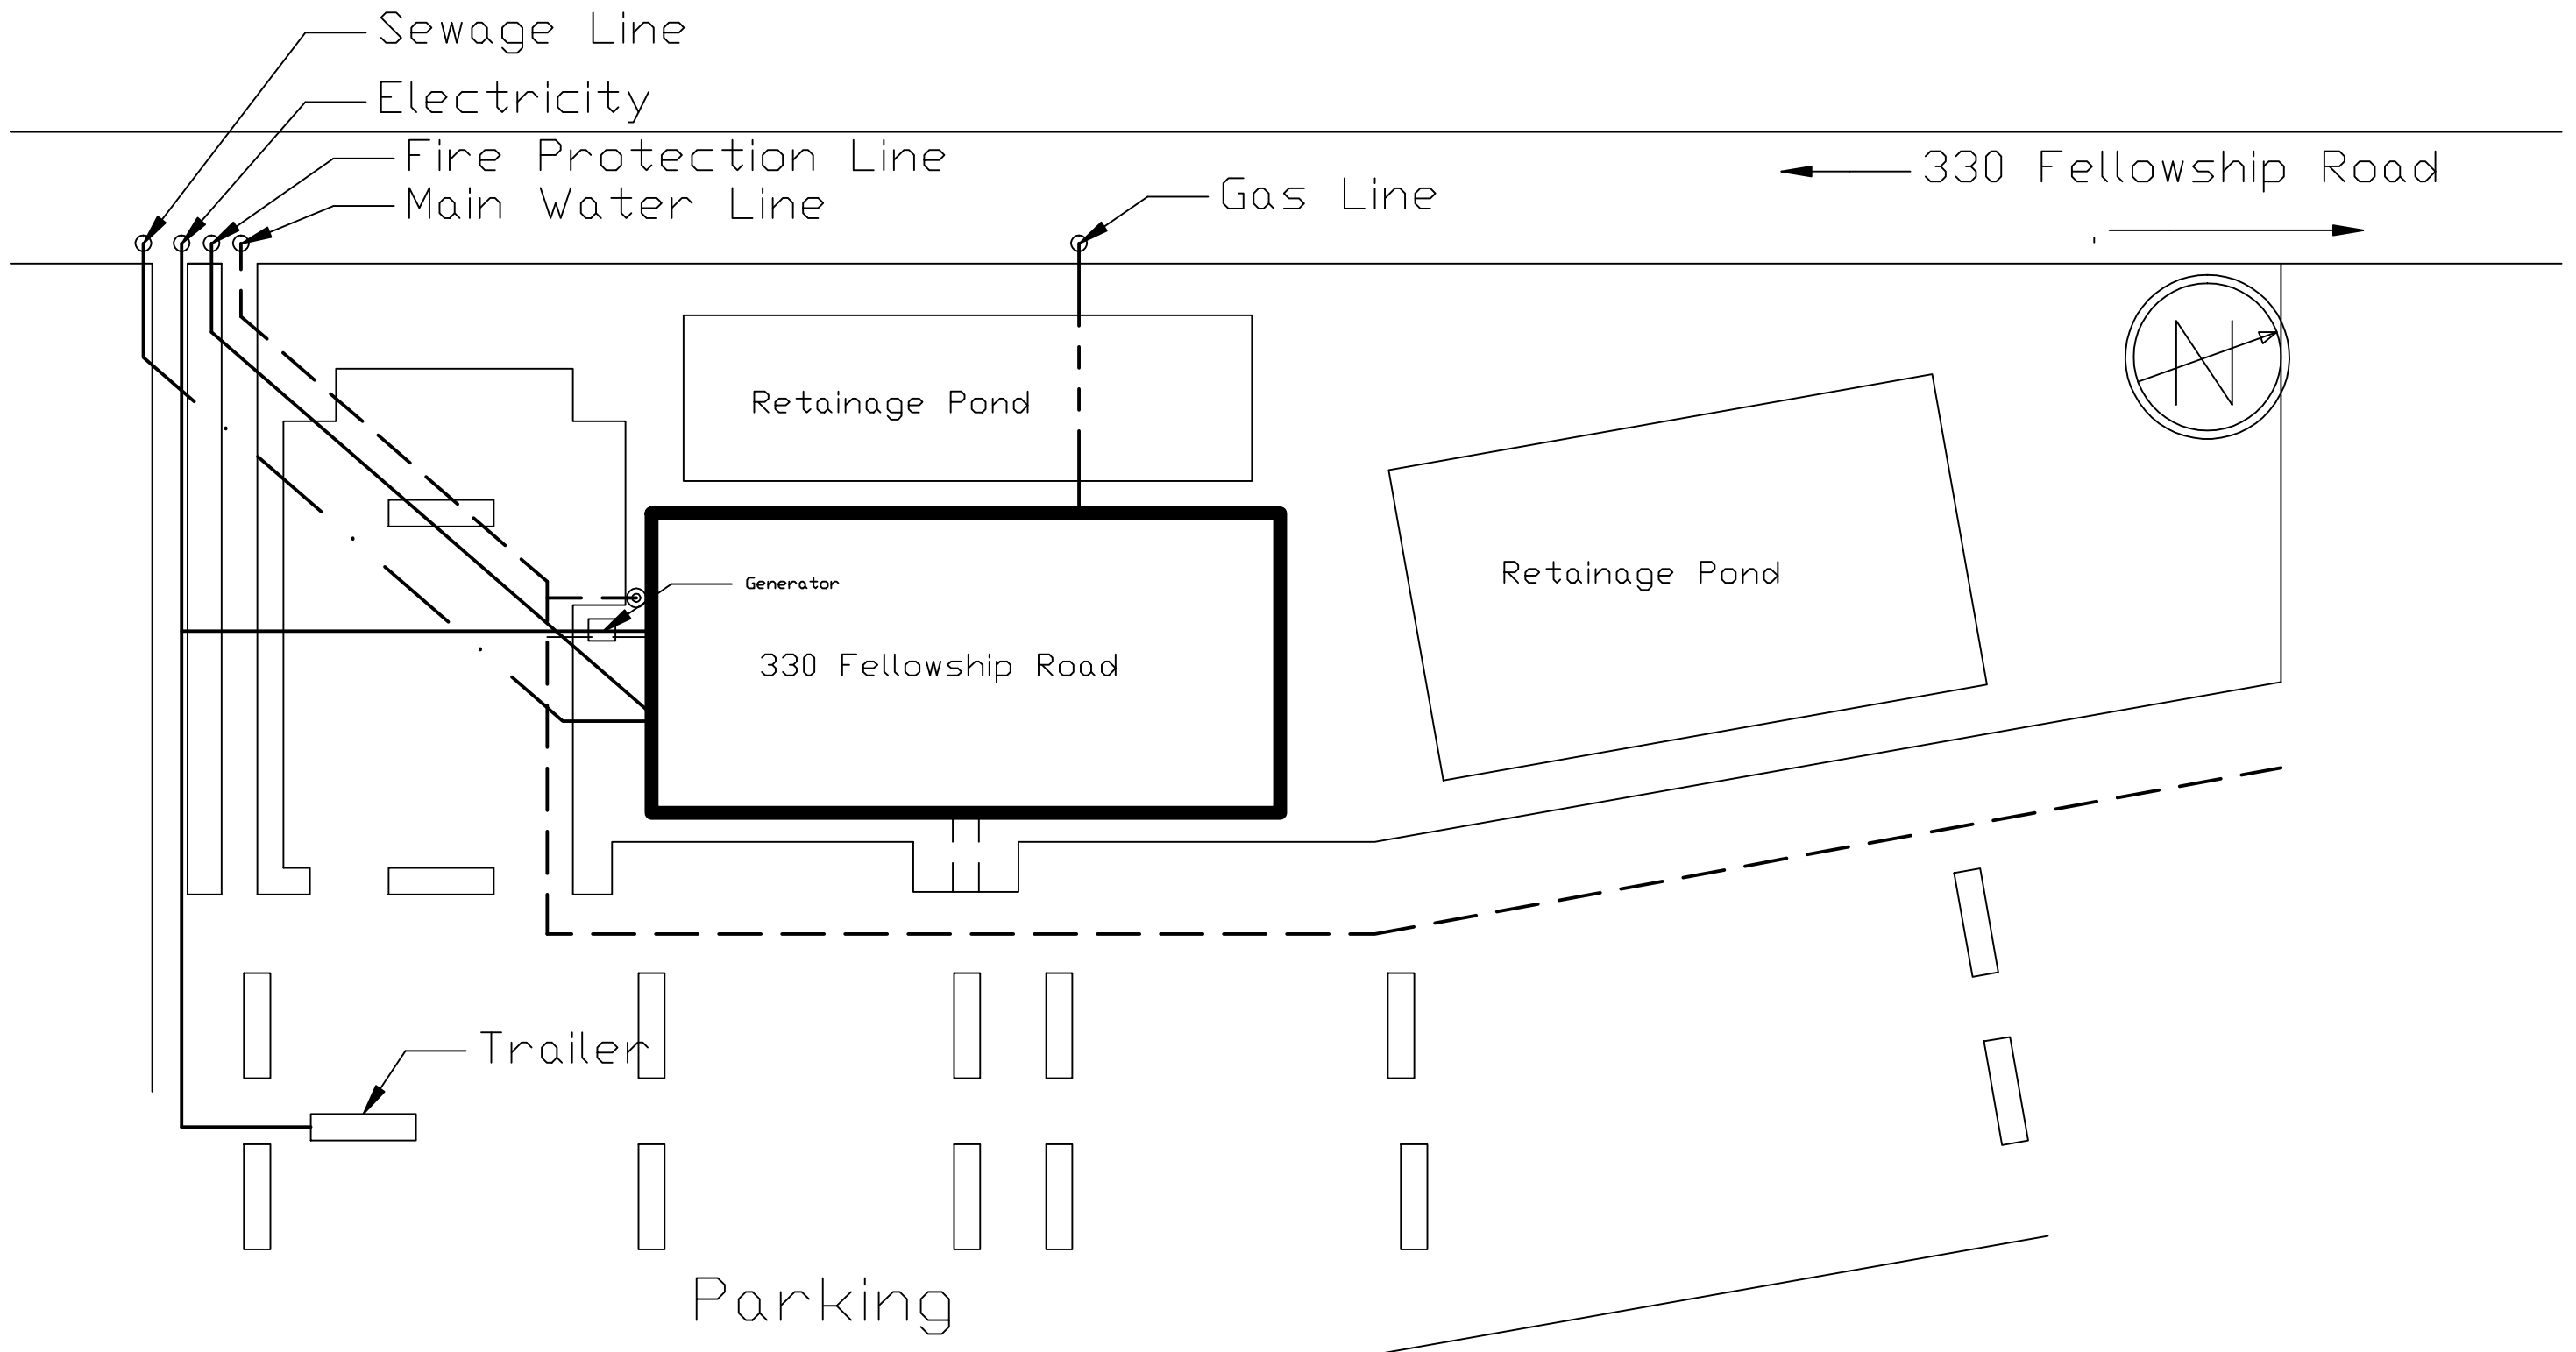 Sewage Line
Electricity
Fire Protection Line
330 Fellowship Road
Main Water Line
Gas Line
N
Retainage Pond
Retainage Pond
Generator
330 Fellowship Road
Trailer
Parking